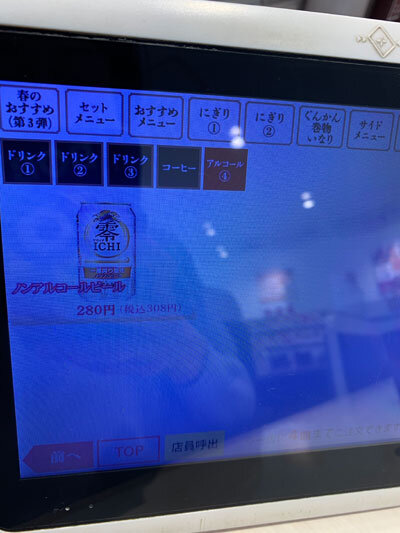 春の
おすすめ
(第3弾)
セット
メニュー
おすすめ
メニュー
にぎり
①
にぎり
②
ぐんかん
巻物
いなり
サイド
メニュー
ドリンク
①
ドリンク
②
ドリンク
③
コーヒー
アルコール
④
零
ICHI
ノンアルコールビール
280円(税込308円)
前へ
TOP
店員呼出